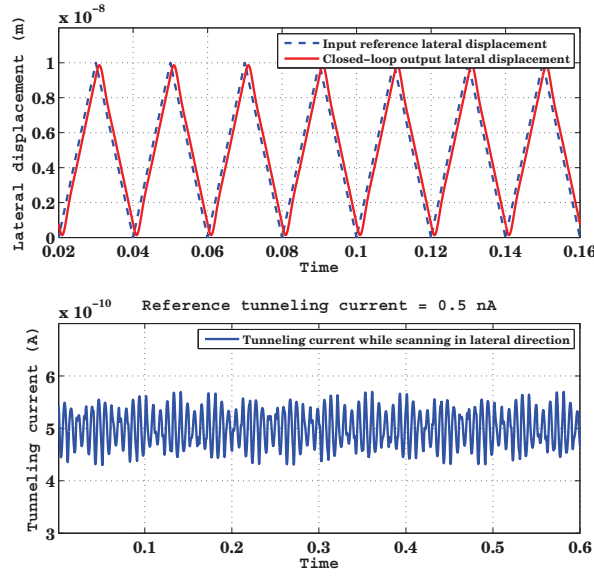 x 10⁻⁸
Lateral displacement (m)
1
0.8
0.6
0.4
0.2
0
Input reference lateral displacement
Closed-loop output lateral displacement
0.02 0.04 0.06 0.08 0.1 0.12 0.14 0.16
Time
x 10⁻¹⁰
Reference tunneling current = 0.5 nA
Tunneling current (A)
7
6
5
4
3
Tunneling current while scanning in lateral direction
0.1 0.2 0.3 0.4 0.5 0.6
Time